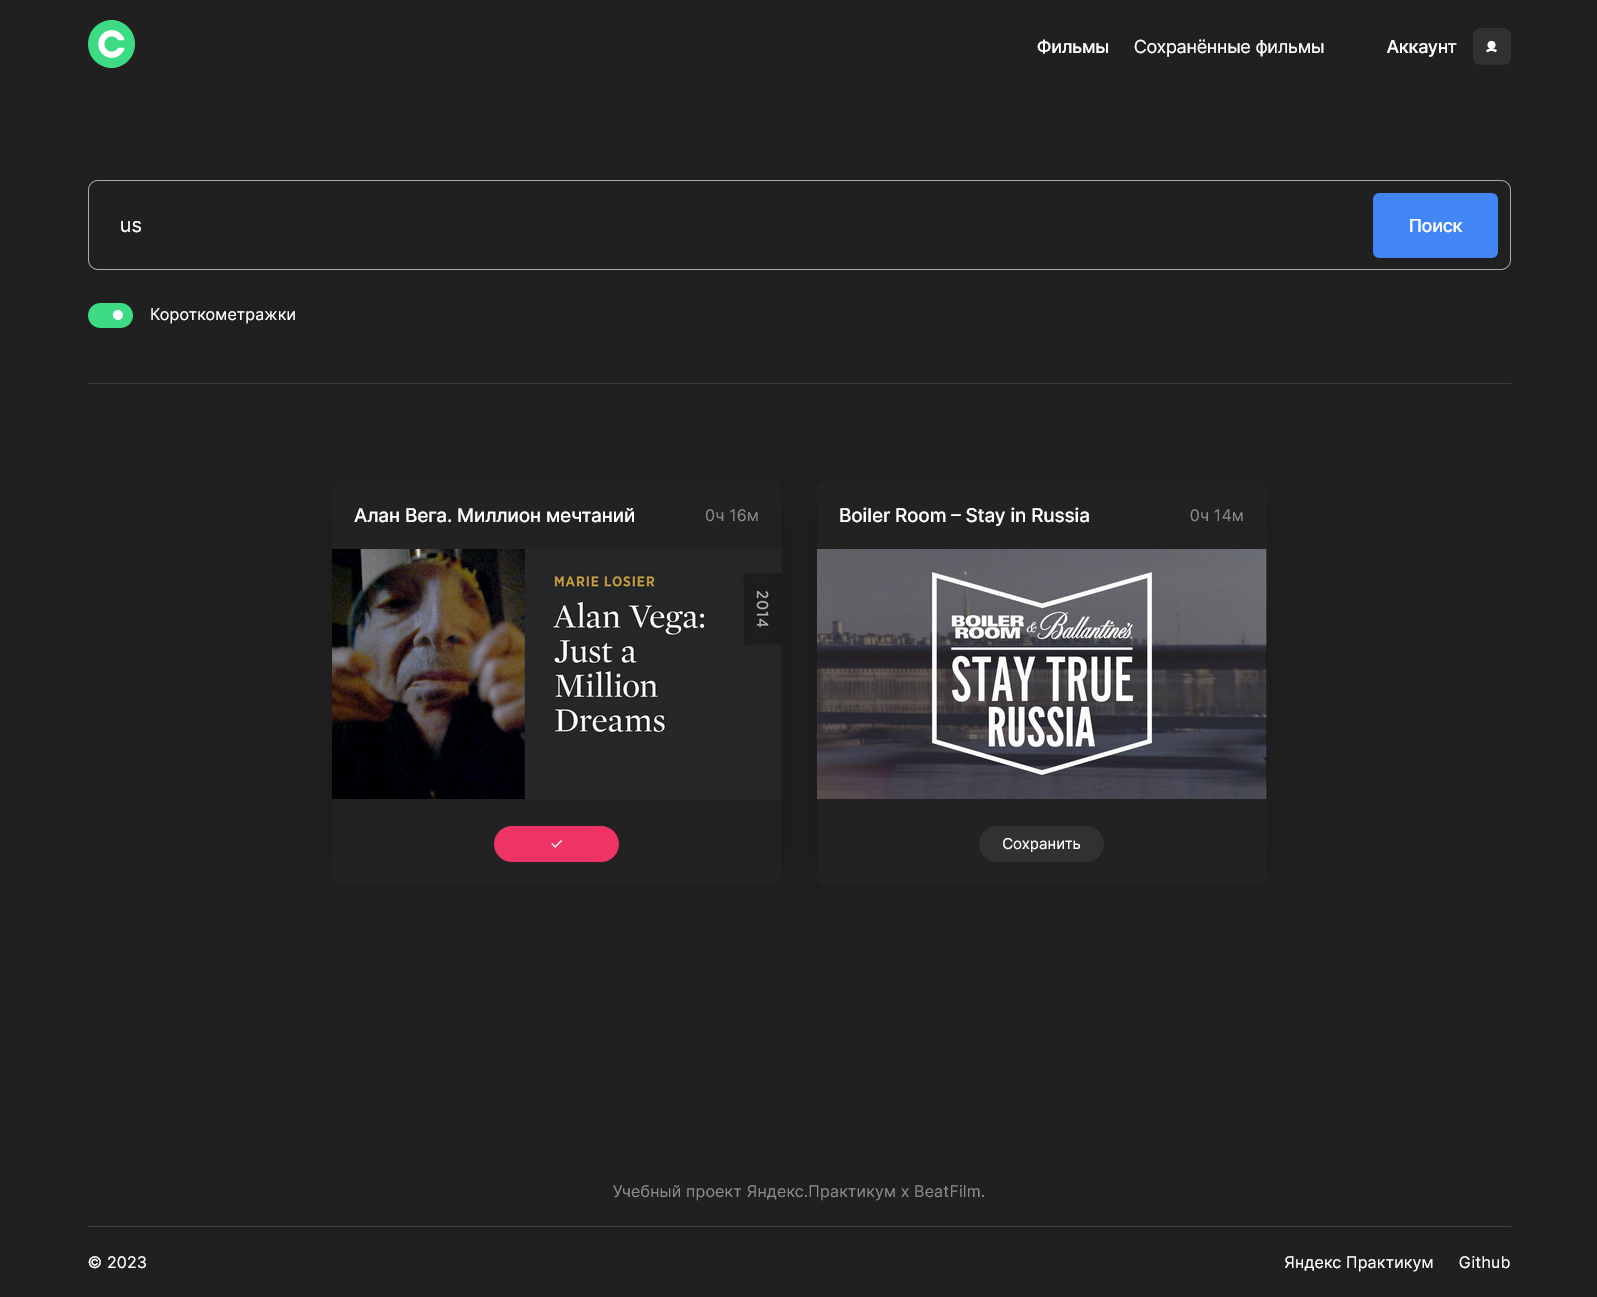 C
Фильмы Сохранённые фильмы Аккаунт
us
Поиск
Короткометражки
Алан Вега. Миллион мечтаний 0ч 16м
MARIE LOSIER
Alan Vega:
Just a
Million
Dreams
2014
Boiler Room – Stay in Russia 0ч 14м
BOILER
ROOM & Ballantine's
STAY TRUE
RUSSIA
Сохранить
Учебный проект Яндекс.Практикум x BeatFilm.
© 2023
Яндекс Практикум Github